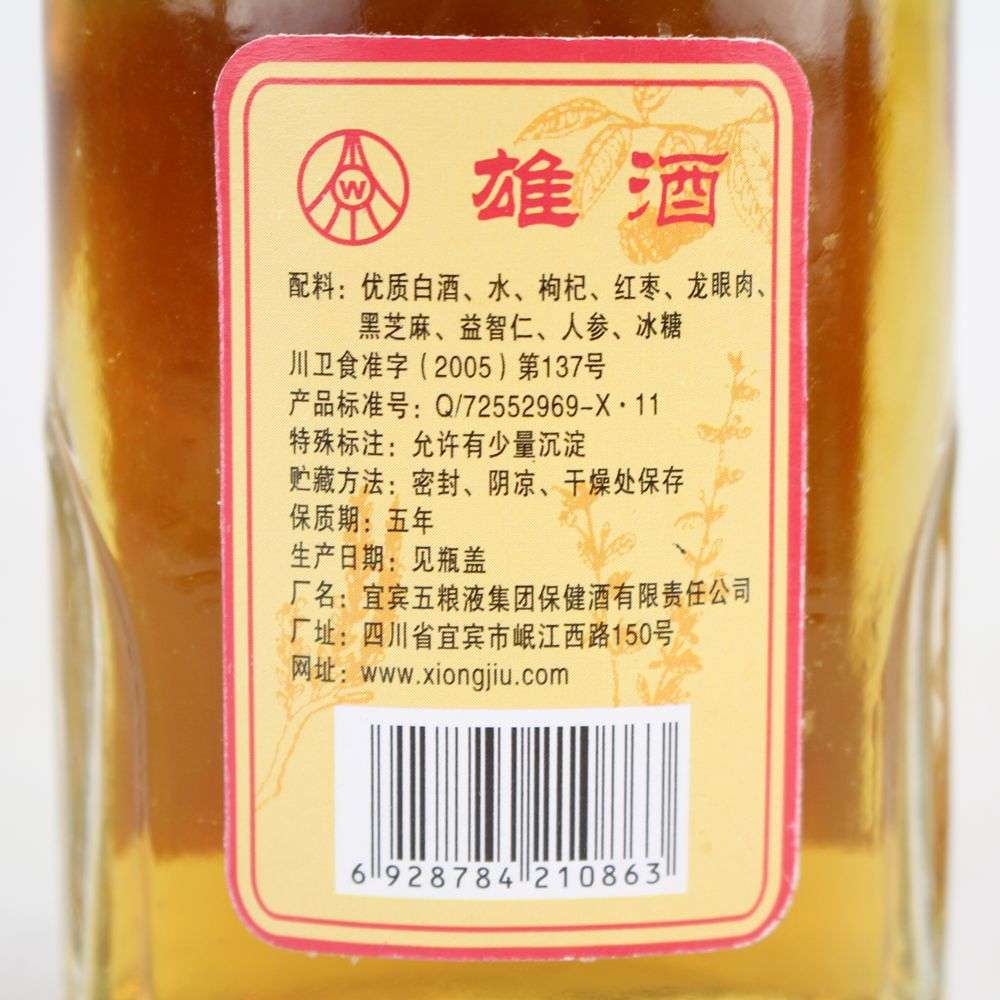 W
雄酒
配料：优质白酒、水、枸杞、红枣、龙眼肉、
黑芝麻、益智仁、人参、冰糖
川卫食准字（2005）第137号
产品标准号：Q/72552969-X·11
特殊标注：允许有少量沉淀
贮藏方法：密封、阴凉、干燥处保存
保质期：五年
生产日期：见瓶盖
厂名：宜宾五粮液集团保健酒有限责任公司
厂址：四川省宜宾市岷江西路150号
网址：www.xiongjiu.com
6 928784 210863